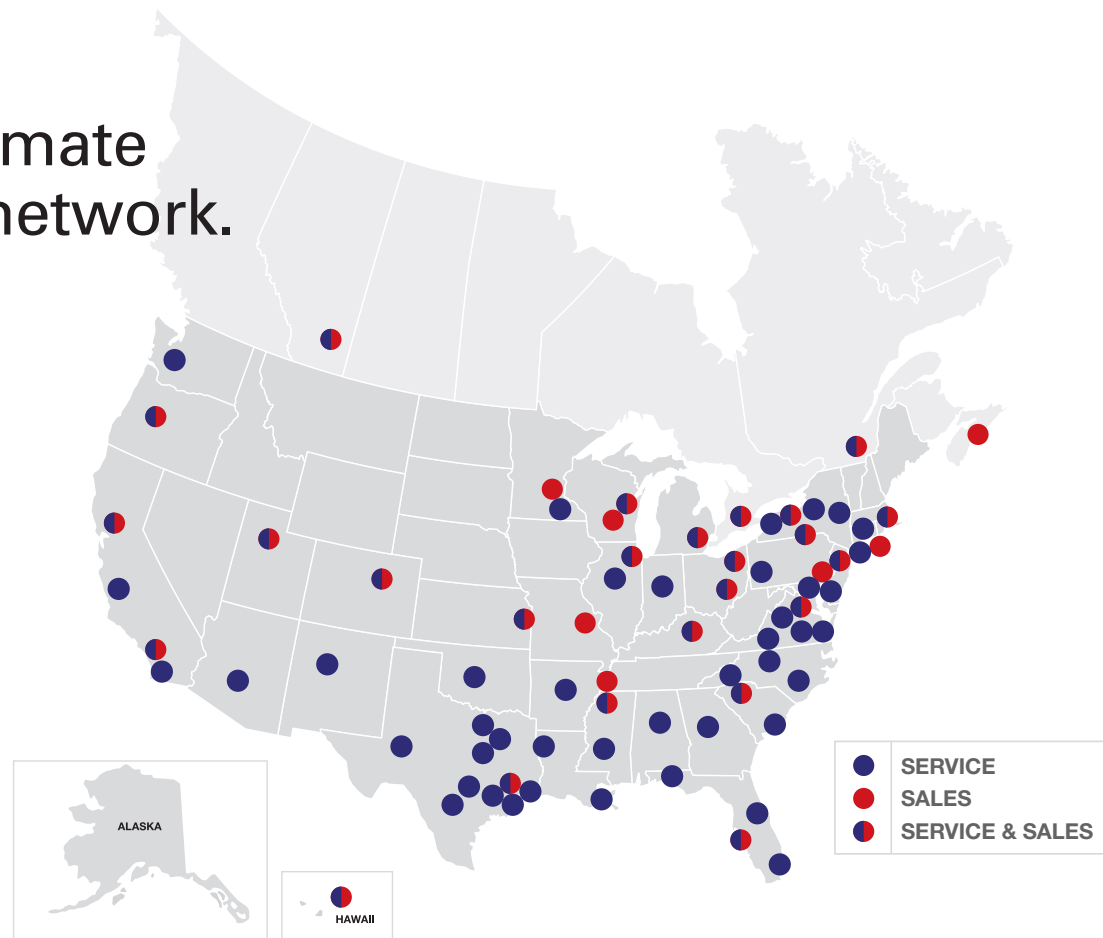 mate
network.
SERVICE
SALES
SERVICE & SALES
ALASKA
HAWAII